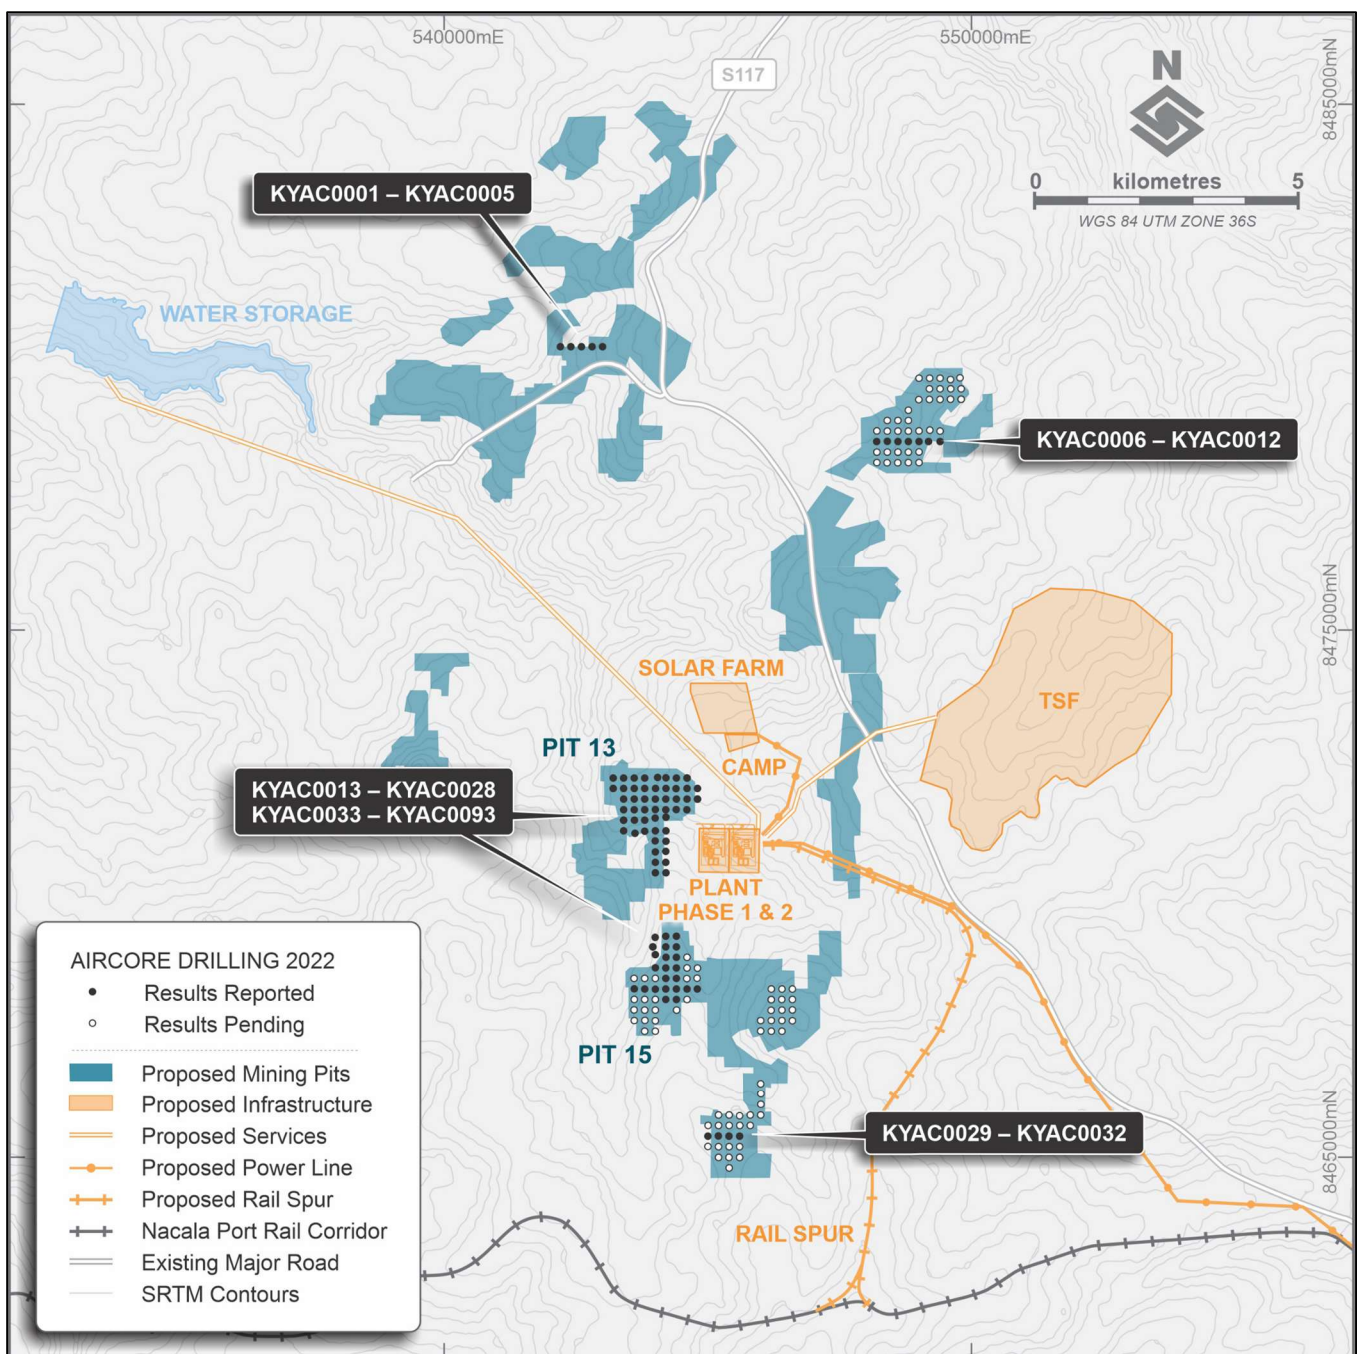 540000mE
550000mE
S117
N
8485000mN
0 kilometres 5
WGS 84 UTM ZONE 36S
KYAC0001 – KYAC0005
WATER STORAGE
KYAC0006 – KYAC0012
8475000mN
SOLAR FARM
TSF
PIT 13
CAMP
KYAC0013 – KYAC0028
KYAC0033 – KYAC0093
PLANT
PHASE 1 & 2
PIT 15
KYAC0029 – KYAC0032
8465000mN
RAIL SPUR
AIRCORE DRILLING 2022
Results Reported
Results Pending
Proposed Mining Pits
Proposed Infrastructure
Proposed Services
Proposed Power Line
Proposed Rail Spur
Nacala Port Rail Corridor
Existing Major Road
SRTM Contours